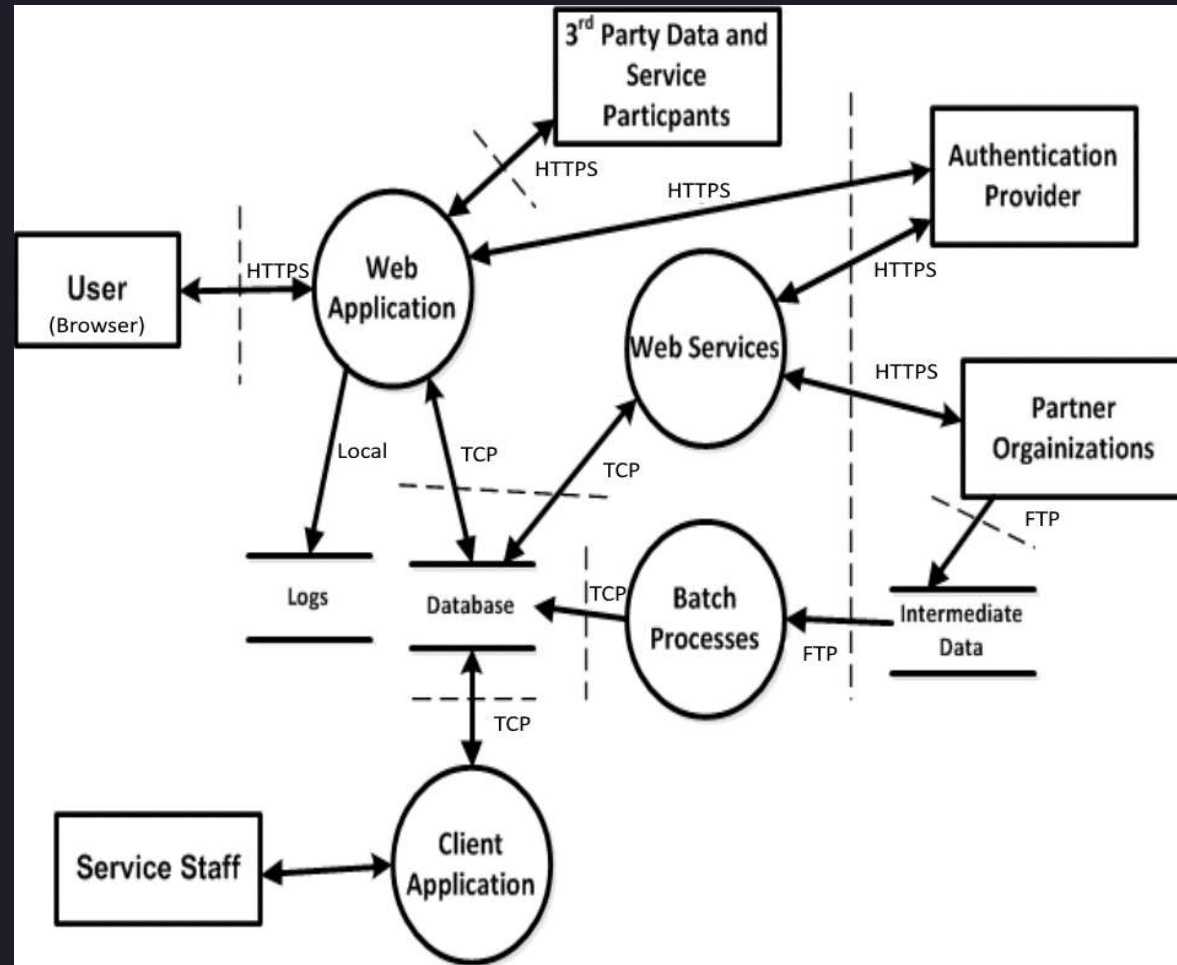 3rd Party Data and
Service
Particpants
HTTPS
HTTPS
Authentication
Provider
User
(Browser)
HTTPS
Web
Application
Web Services
HTTPS
HTTPS
Partner
Orgainizations
Local
TCP
TCP
FTP
Logs
Database
TCP
Batch
Processes
FTP
Intermediate
Data
TCP
Service Staff
Client
Application